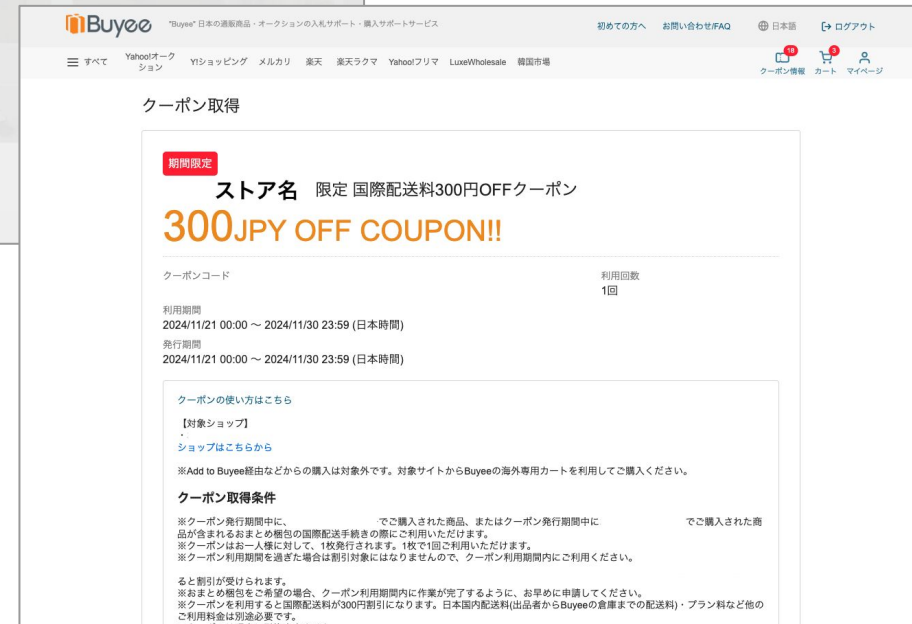 Buyee "Buyee" 日本の通販商品・オークションの入札サポート・購入サポートサービス 初めての方へ お問い合わせ/FAQ 日本語 ログアウト
すべて Yahoo!オークション Y!ショッピング メルカリ 楽天 楽天ラクマ Yahoo!フリマ LuxeWholesale 韓国市場 18 クーポン情報 3 カート マイページ
クーポン取得
期間限定
ストア名 限定 国際配送料300円OFFクーポン
300JPY OFF COUPON!!
クーポンコード 利用回数
1回
利用期間
2024/11/21 00:00 ～ 2024/11/30 23:59 (日本時間)
発行期間
2024/11/21 00:00 ～ 2024/11/30 23:59 (日本時間)
クーポンの使い方はこちら
【対象ショップ】
ショップはこちらから
※Add to Buyee経由などからの購入は対象外です。対象サイトからBuyeeの海外専用カートを利用してご購入ください。
クーポン取得条件
※クーポン発行期間中に、 でご購入された商品、またはクーポン発行期間中に でご購入された商
品が含まれるおまとめ梱包の国際配送手続きの際にご利用いただけます。
※クーポンはお一人様に対して、1枚発行されます。1枚で1回ご利用いただけます。
※クーポン利用期間を過ぎた場合は割引対象にはなりませんので、クーポン利用期間内にご利用ください。
ると割引が受けられます。
※おまとめ梱包をご希望の場合、クーポン利用期間内に作業が完了するように、お早めに申請してください。
※クーポンを利用すると国際配送料が300円割引になります。日本国内配送料(出品者からBuyeeの倉庫までの配送料)・プラン料など他の
ご利用料金は別途必要です。